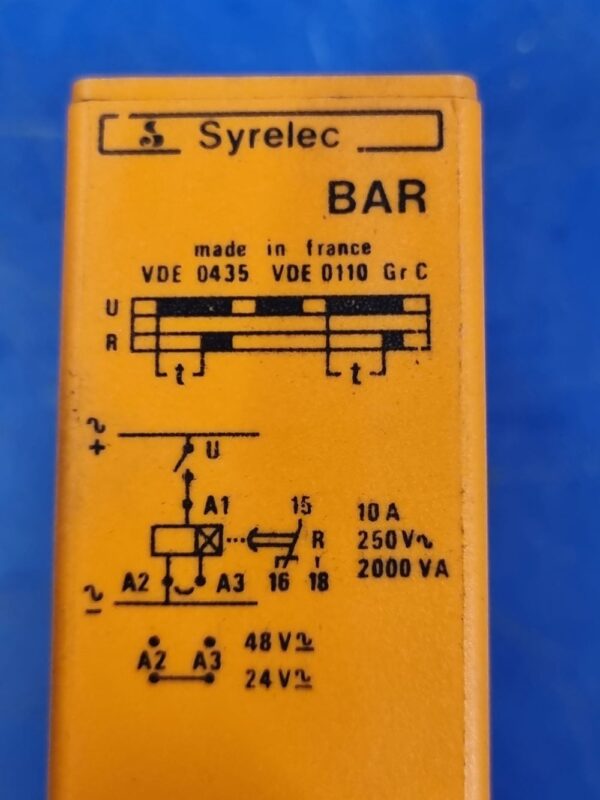 Syrelec
BAR
made in france
VDE 0435 VDE 0110 Gr C
U
R
t t
~
+
U
A1
15
10 A
R
250 V~
A2 A3 16 18
2000 VA
~
–
A2 A3
48 V⎓~
24 V⎓~